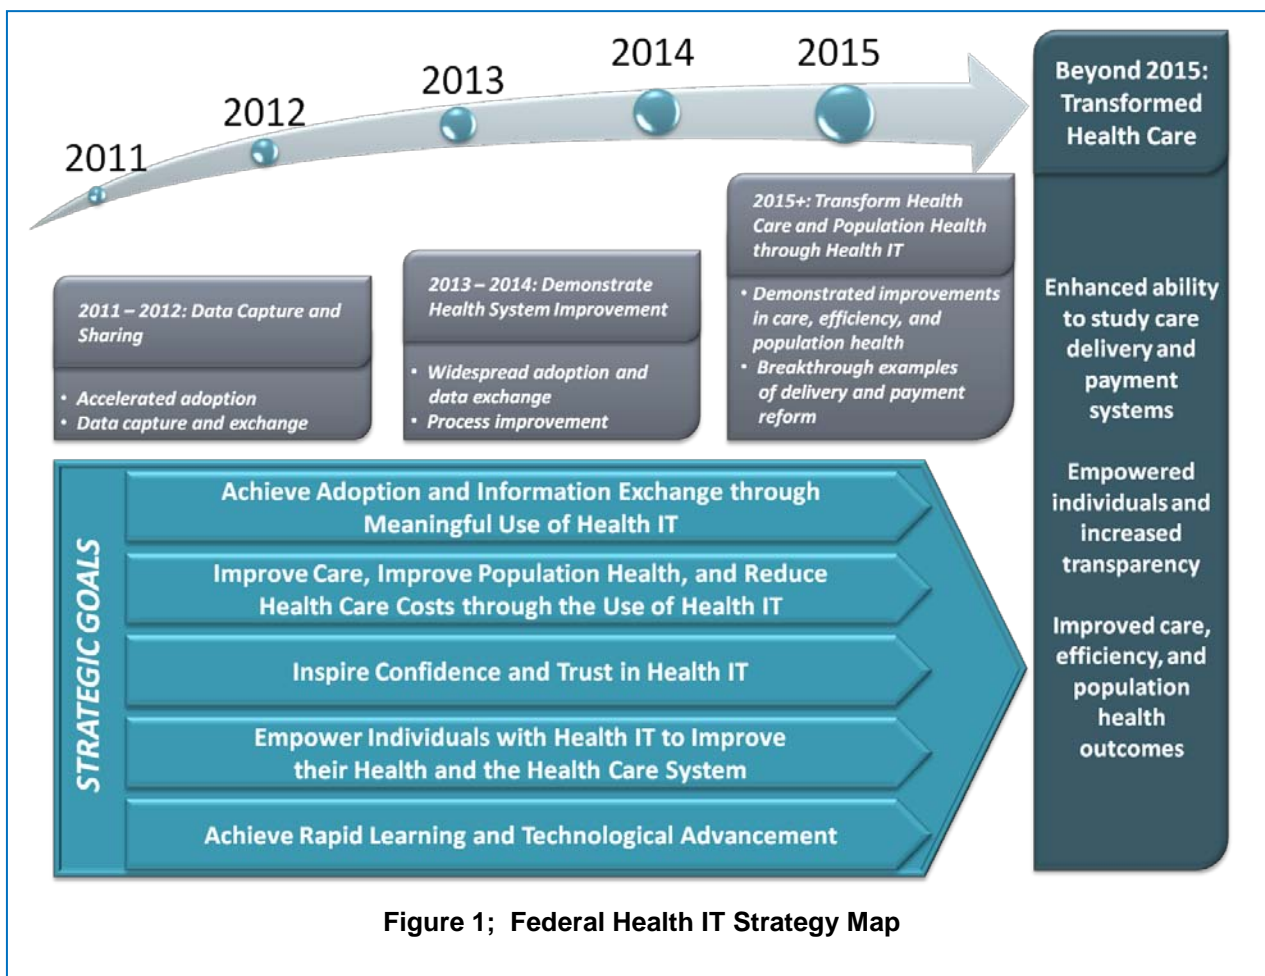 2011
2012
2013
2014
2015
Beyond 2015:
Transformed
Health Care
2011 – 2012: Data Capture and
Sharing
• Accelerated adoption
• Data capture and exchange
2013 – 2014: Demonstrate
Health System Improvement
• Widespread adoption and
data exchange
• Process improvement
2015+: Transform Health
Care and Population Health
through Health IT
• Demonstrated improvements
in care, efficiency, and
population health
• Breakthrough examples
of delivery and payment
reform
Enhanced ability
to study care
delivery and
payment
systems
Empowered
individuals and
increased
transparency
Improved care,
efficiency, and
population
health
outcomes
STRATEGIC GOALS
Achieve Adoption and Information Exchange through
Meaningful Use of Health IT
Improve Care, Improve Population Health, and Reduce
Health Care Costs through the Use of Health IT
Inspire Confidence and Trust in Health IT
Empower Individuals with Health IT to Improve
their Health and the Health Care System
Achieve Rapid Learning and Technological Advancement
Figure 1;  Federal Health IT Strategy Map